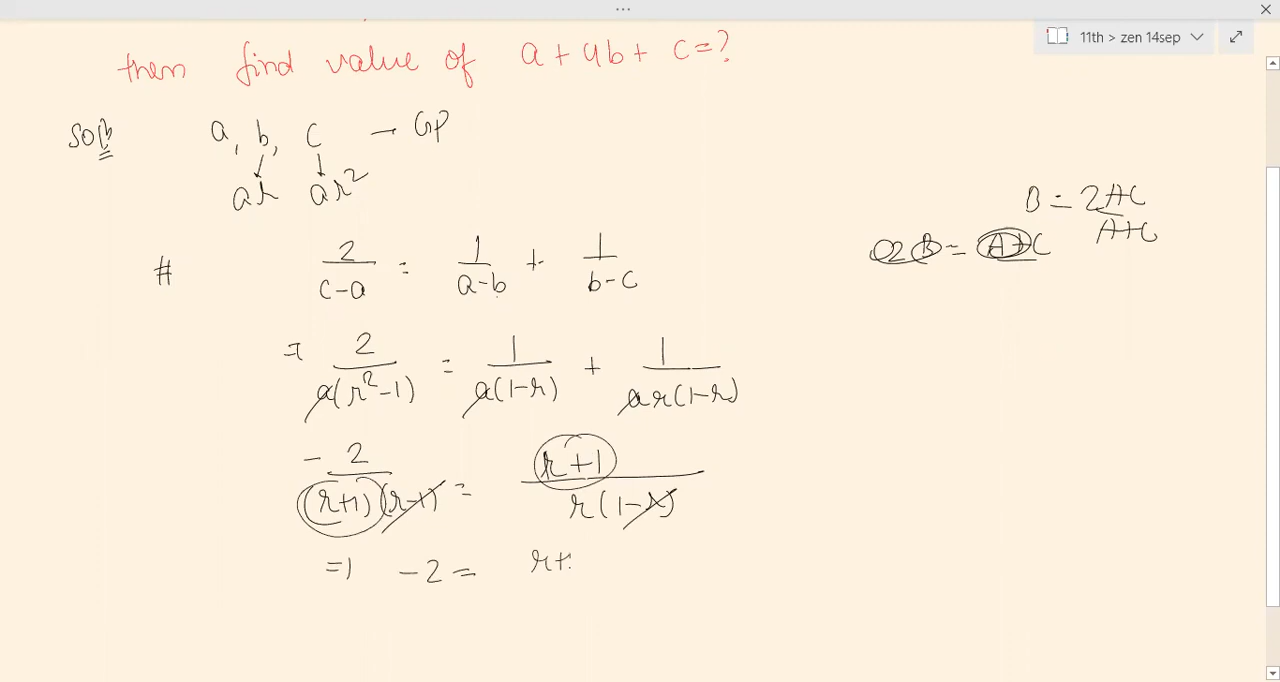 11th > zen 14sep
then find value of a + 4b + c = ?
Soln a, b, c → GP
ar ar²
B = 2AC/A+C
2B = A+C
# 2/c-a = 1/a-b + 1/b-c
⇒ 2/a(r²-1) = 1/a(1-r) + 1/ar(1-r)
- 2/(r+1)(r-1) = r+1/r(1-r)
=1 -2 = r+